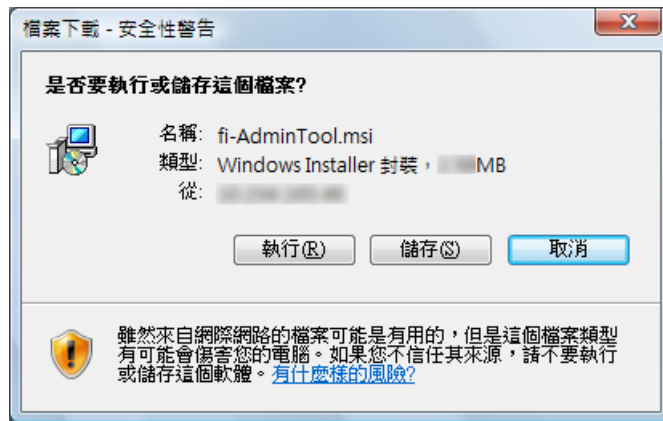 檔案下載 - 安全性警告
是否要執行或儲存這個檔案?
名稱: fi-AdminTool.msi
類型: Windows Installer 封裝， MB
從:
執行(R) 儲存(S) 取消
雖然來自網際網路的檔案可能是有用的，但是這個檔案類型
有可能會傷害您的電腦。如果您不信任其來源，請不要執行
或儲存這個軟體。有什麼樣的風險?